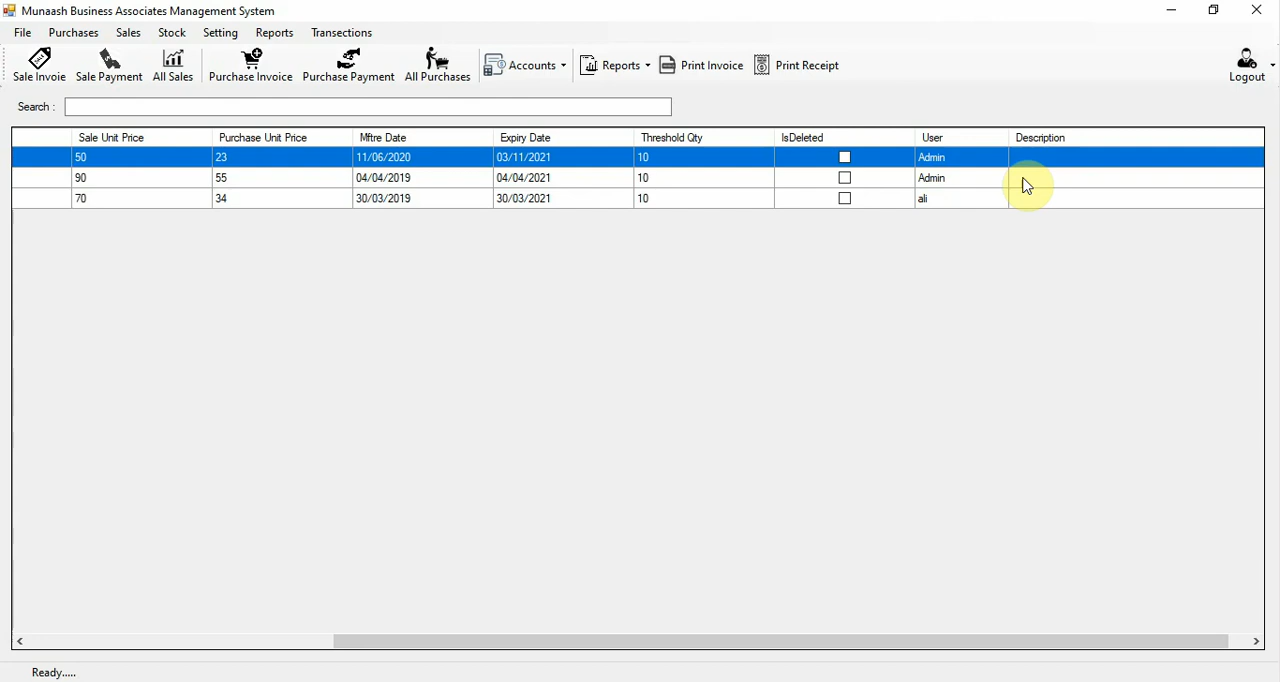 Munaash Business Associates Management System
File Purchases Sales Stock Setting Reports Transections
Sale Invoie Sale Payment All Sales Purchase Invoice Purchase Payment All Purchases Accounts Reports Print Invoice Print Receipt Logout
Search :
Sale Unit Price Purchase Unit Price Mftre Date Expiry Date Threshold Qty IsDeleted User Description
50 23 11/06/2020 03/11/2021 10 Admin
90 55 04/04/2019 04/04/2021 10 Admin
70 34 30/03/2019 30/03/2021 10 ali
Ready.....